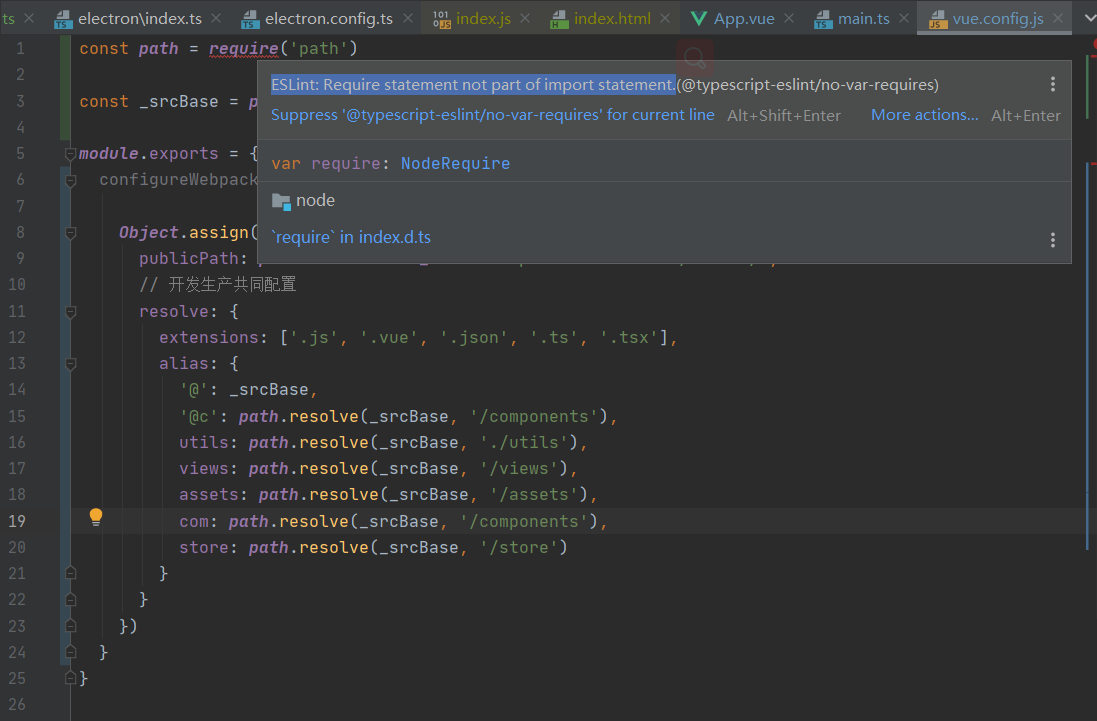 ts electron\index.ts electron.config.ts index.js index.html App.vue main.ts vue.config.js
1 const path = require('path')
2
ESLint: Require statement not part of import statement.(@typescript-eslint/no-var-requires)
3 const _srcBase = p
Suppress '@typescript-eslint/no-var-requires' for current line Alt+Shift+Enter More actions... Alt+Enter
4
5 module.exports = {
var require: NodeRequire
6 configureWebpack
node
7
8 Object.assign(
`require` in index.d.ts
9 publicPath:
10 // 开发生产共同配置
11 resolve: {
12 extensions: ['.js', '.vue', '.json', '.ts', '.tsx'],
13 alias: {
14 '@': _srcBase,
15 '@c': path.resolve(_srcBase, '/components'),
16 utils: path.resolve(_srcBase, './utils'),
17 views: path.resolve(_srcBase, '/views'),
18 assets: path.resolve(_srcBase, '/assets'),
19 com: path.resolve(_srcBase, '/components'),
20 store: path.resolve(_srcBase, '/store')
21 }
22 }
23 })
24 }
25 }
26